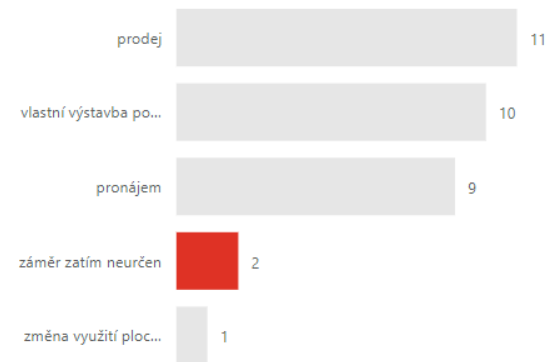 prodej 11
vlastní výstavba po... 10
pronájem 9
záměr zatím neurčen 2
změna využití ploc... 1